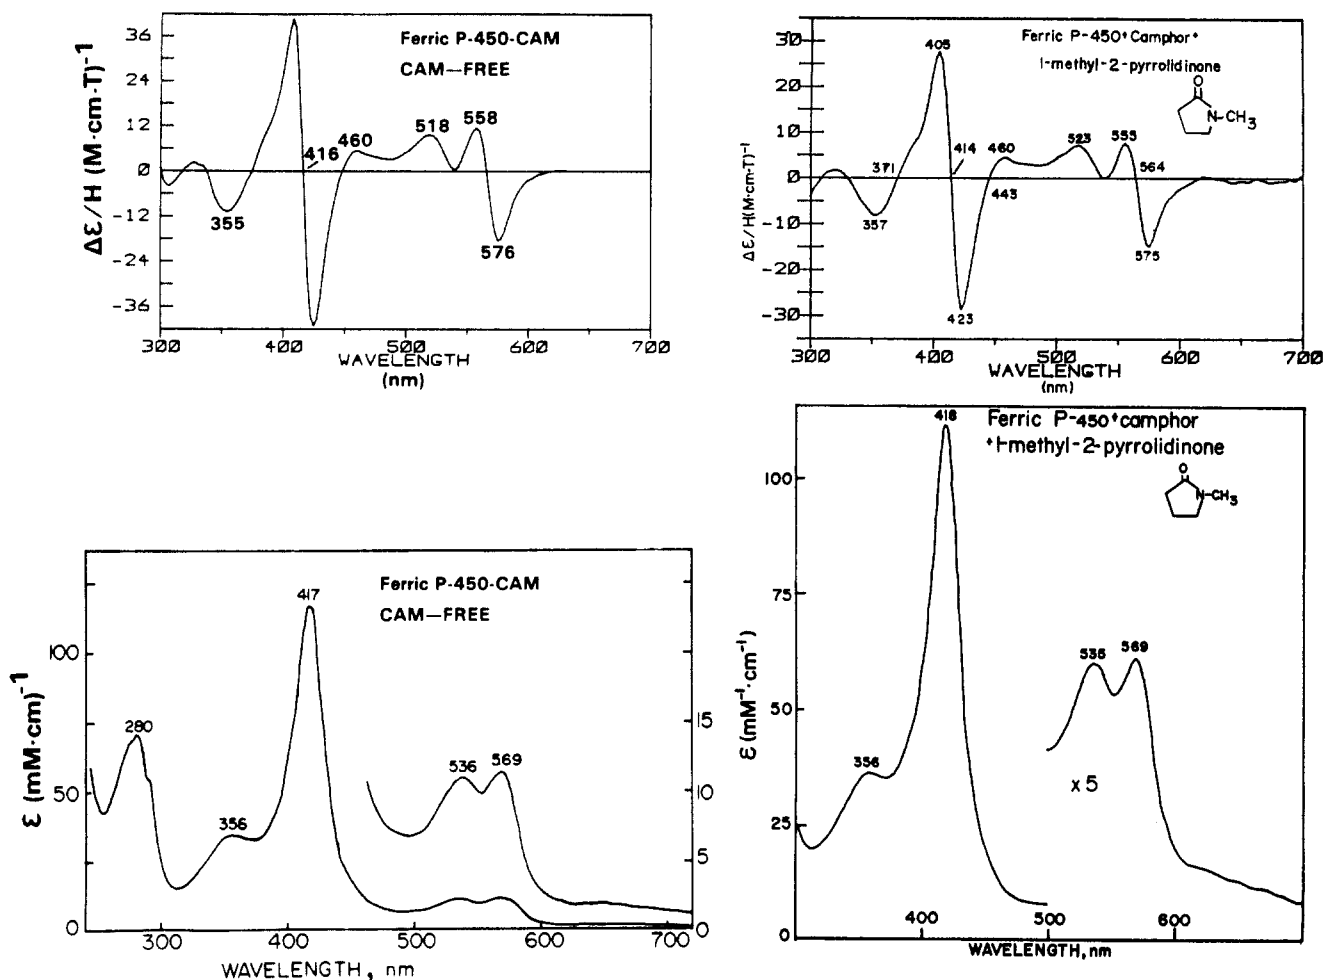 Ferric P-450-CAM
CAM—FREE
Δε/H (M·cm·T)⁻¹
36
24
12
0
-12
-24
-36
355
416
460
518
558
576
300
400
500
600
700
WAVELENGTH
(nm)
Ferric P-450+Camphor+
1-methyl-2-pyrrolidinone
O
N
CH3
Δε/H(M·cm·T)⁻¹
30
20
10
0
-10
-20
-30
405
371
357
414
423
460
443
523
555
564
575
300
400
500
600
700
WAVELENGTH
(nm)
Ferric P-450-CAM
CAM—FREE
ε (mM·cm)⁻¹
100
50
0
15
10
5
0
280
356
417
536
569
300
400
500
600
700
WAVELENGTH, nm
Ferric P-450+camphor
+1-methyl-2-pyrrolidinone
O
N-CH3
ε (mM⁻¹·cm⁻¹)
100
75
50
25
0
418
356
536
569
x 5
400
500
600
WAVELENGTH, nm